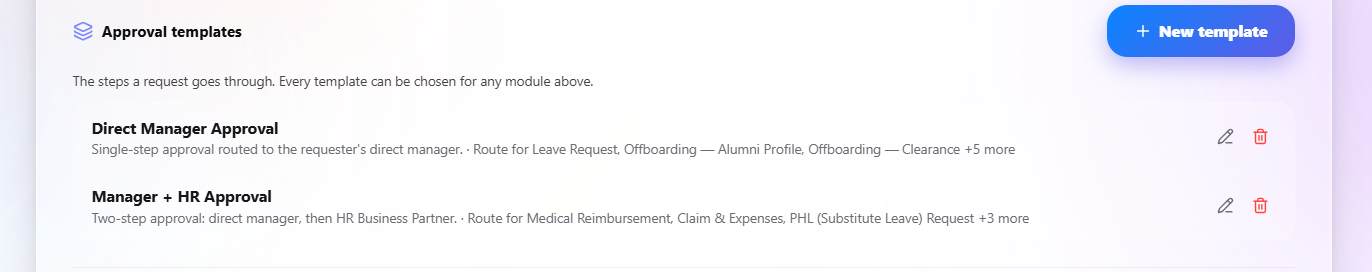 Approval templates
+ New template
The steps a request goes through. Every template can be chosen for any module above.
Direct Manager Approval
Single-step approval routed to the requester's direct manager. · Route for Leave Request, Offboarding — Alumni Profile, Offboarding — Clearance +5 more
Manager + HR Approval
Two-step approval: direct manager, then HR Business Partner. · Route for Medical Reimbursement, Claim & Expenses, PHL (Substitute Leave) Request +3 more